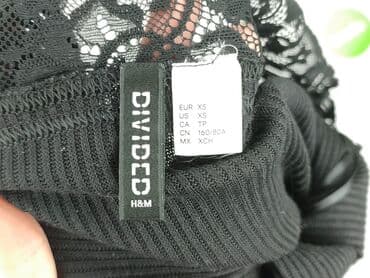 DIVIDED
H&M
EUR XS
US XS
CA TP
CN 160/80A
MX XCH